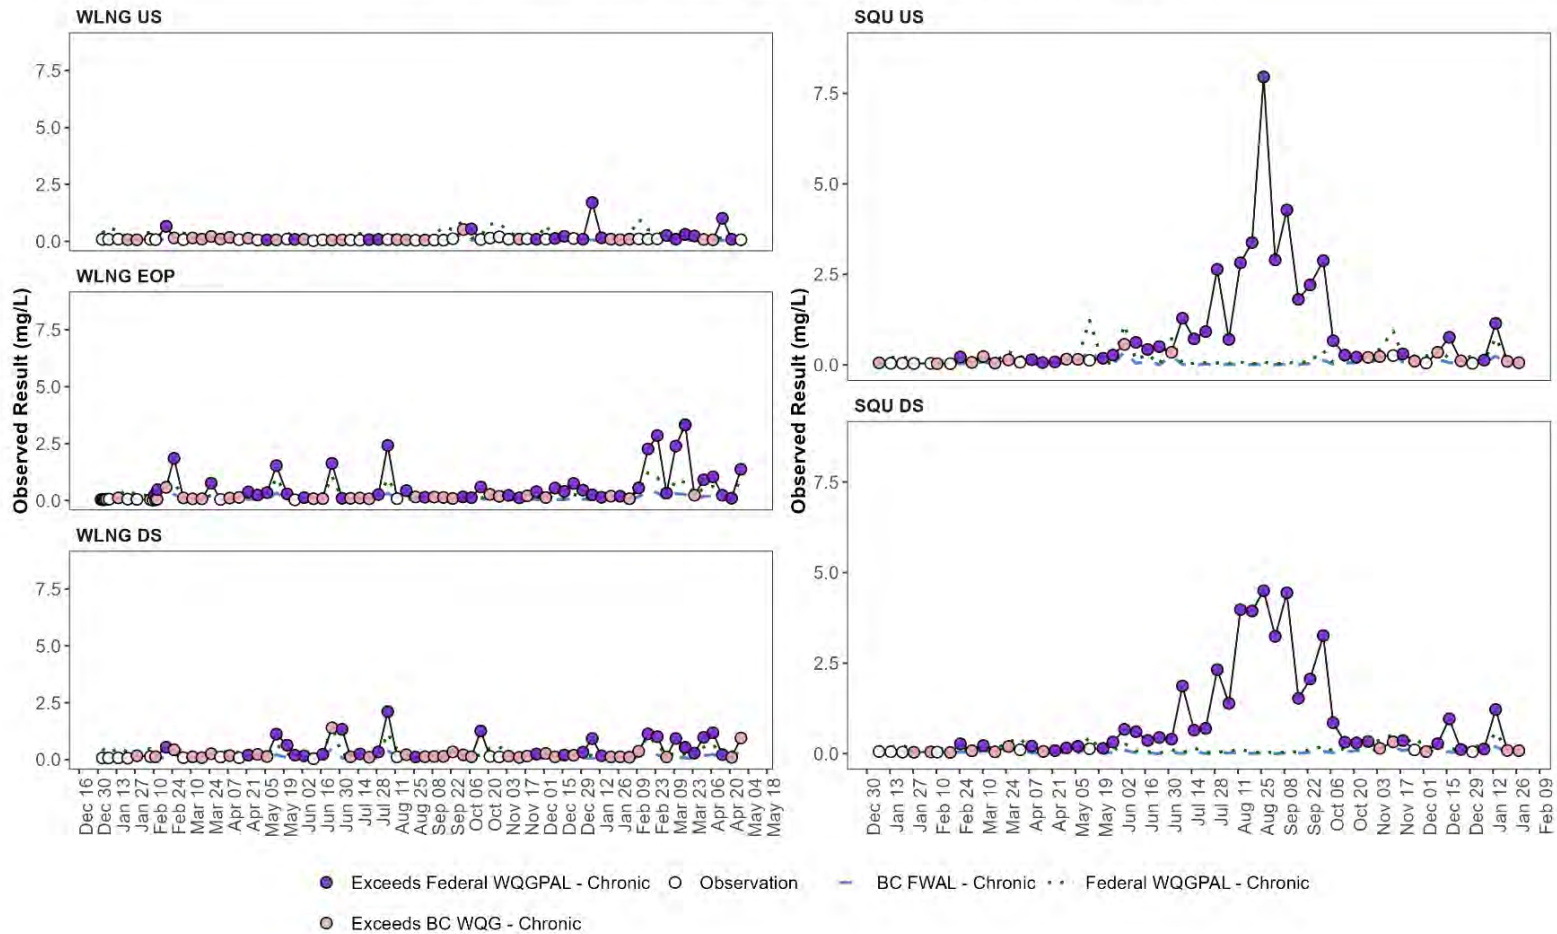 WLNG US
7.5
5.0
2.5
0.0
WLNG EOP
7.5
5.0
2.5
0.0
WLNG DS
7.5
5.0
2.5
0.0
Observed Result (mg/L)
Dec 16
Dec 30
Jan 13
Jan 27
Feb 10
Feb 24
Mar 10
Mar 24
Apr 07
Apr 21
May 05
May 19
Jun 02
Jun 16
Jun 30
Jul 14
Jul 28
Aug 11
Aug 25
Sep 08
Sep 22
Oct 06
Oct 20
Nov 03
Nov 17
Dec 01
Dec 15
Dec 29
Jan 12
Jan 26
Feb 09
Feb 23
Mar 09
Mar 23
Apr 06
Apr 20
May 04
May 18
SQU US
7.5
5.0
2.5
0.0
SQU DS
7.5
5.0
2.5
0.0
Observed Result (mg/L)
Dec 30
Jan 13
Jan 27
Feb 10
Feb 24
Mar 10
Mar 24
Apr 07
Apr 21
May 05
May 19
Jun 02
Jun 16
Jun 30
Jul 14
Jul 28
Aug 11
Aug 25
Sep 08
Sep 22
Oct 06
Oct 20
Nov 03
Nov 17
Dec 01
Dec 15
Dec 29
Jan 12
Jan 26
Feb 09
Exceeds Federal WQGPAL - Chronic Observation BC FWAL - Chronic Federal WQGPAL - Chronic
Exceeds BC WQG - Chronic